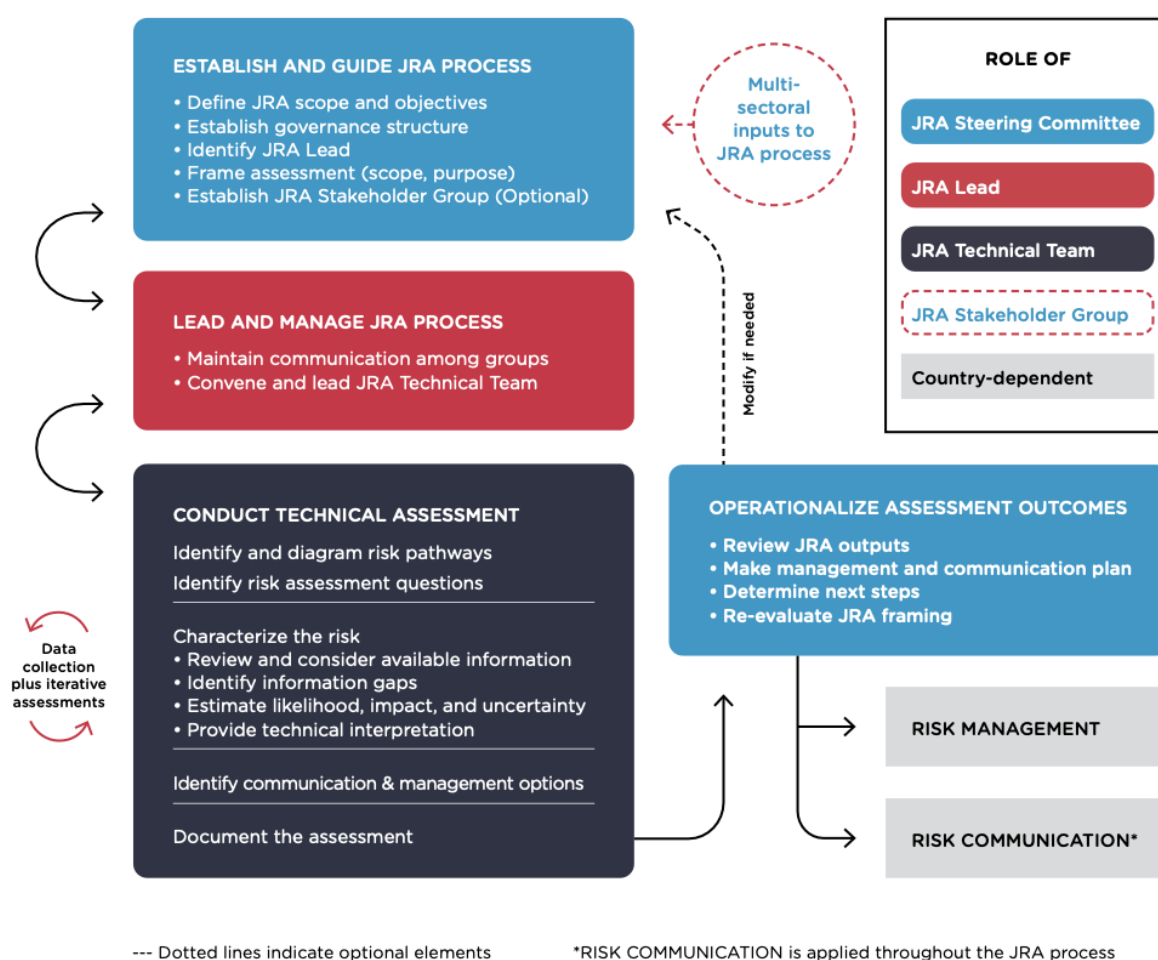 ESTABLISH AND GUIDE JRA PROCESS
• Define JRA scope and objectives
• Establish governance structure
• Identify JRA Lead
• Frame assessment (scope, purpose)
• Establish JRA Stakeholder Group (Optional)
Multi-
sectoral
inputs to
JRA process
ROLE OF
JRA Steering Committee
JRA Lead
JRA Technical Team
JRA Stakeholder Group
Country-dependent
LEAD AND MANAGE JRA PROCESS
• Maintain communication among groups
• Convene and lead JRA Technical Team
Modify if needed
CONDUCT TECHNICAL ASSESSMENT
Identify and diagram risk pathways
Identify risk assessment questions
Characterize the risk
• Review and consider available information
• Identify information gaps
• Estimate likelihood, impact, and uncertainty
• Provide technical interpretation
Identify communication & management options
Document the assessment
Data
collection
plus iterative
assessments
OPERATIONALIZE ASSESSMENT OUTCOMES
• Review JRA outputs
• Make management and communication plan
• Determine next steps
• Re-evaluate JRA framing
RISK MANAGEMENT
RISK COMMUNICATION*
--- Dotted lines indicate optional elements
*RISK COMMUNICATION is applied throughout the JRA process